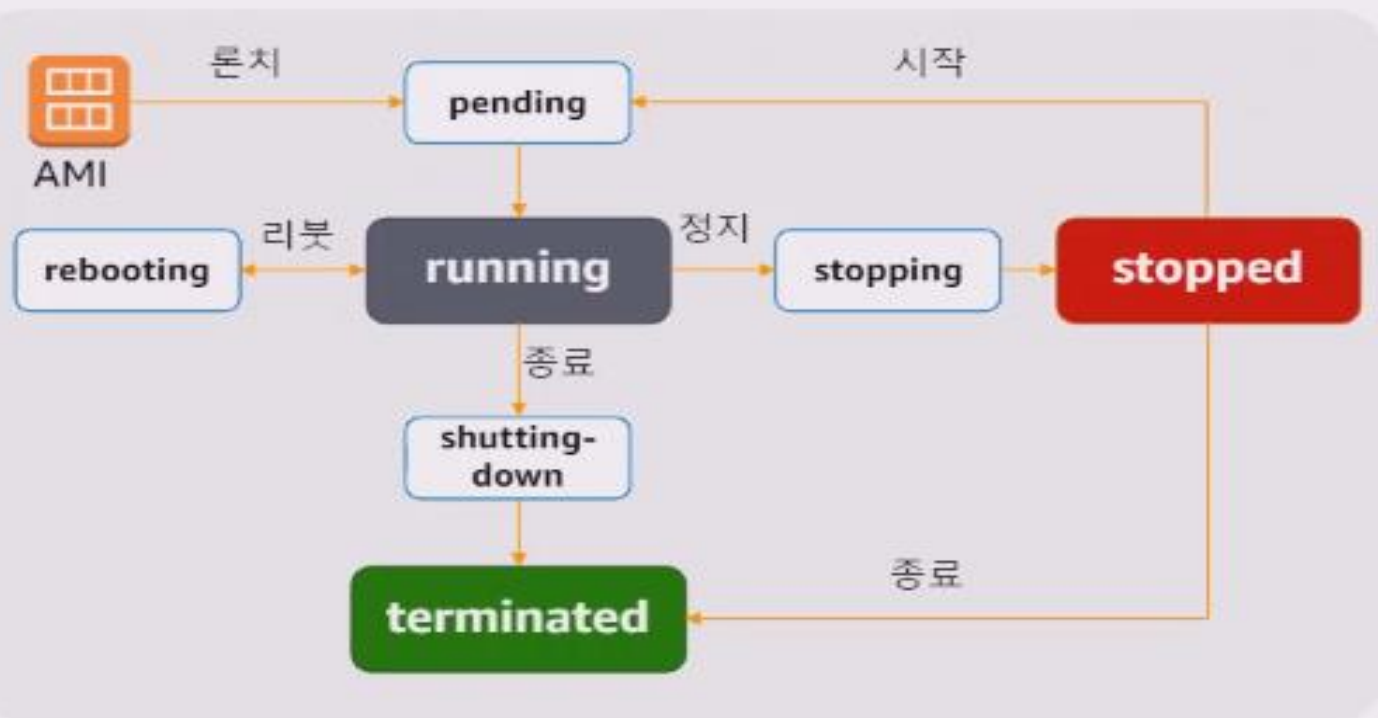 론치
시작
pending
AMI
리붓
정지
rebooting
running
stopping
stopped
종료
shutting-
down
종료
terminated